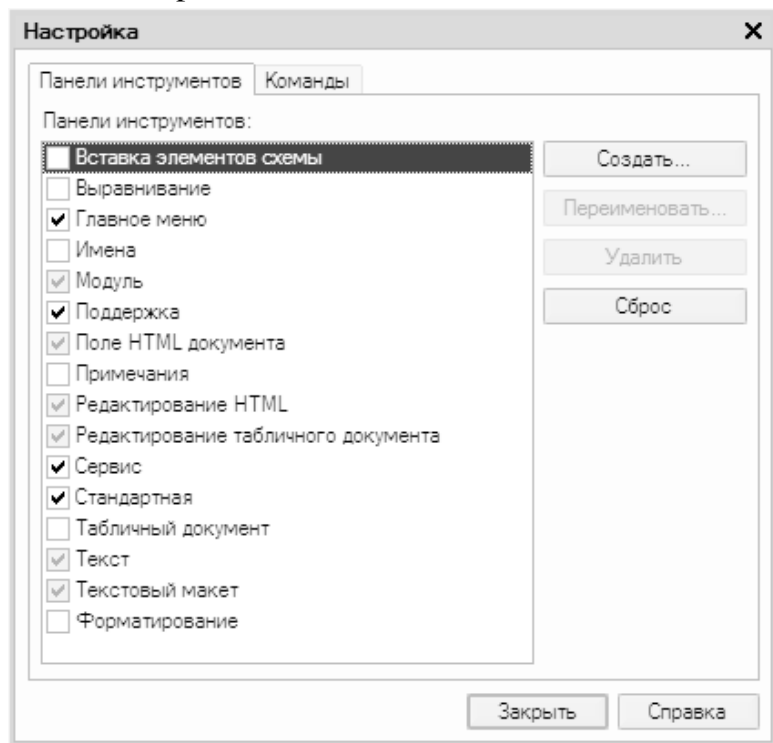 Настройка
Панели инструментов Команды
Панели инструментов:
Вставка элементов схемы
Выравнивание
Главное меню
Имена
Модуль
Поддержка
Поле HTML документа
Примечания
Редактирование HTML
Редактирование табличного документа
Сервис
Стандартная
Табличный документ
Текст
Текстовый макет
Форматирование
Создать...
Переименовать...
Удалить
Сброс
Закрыть Справка